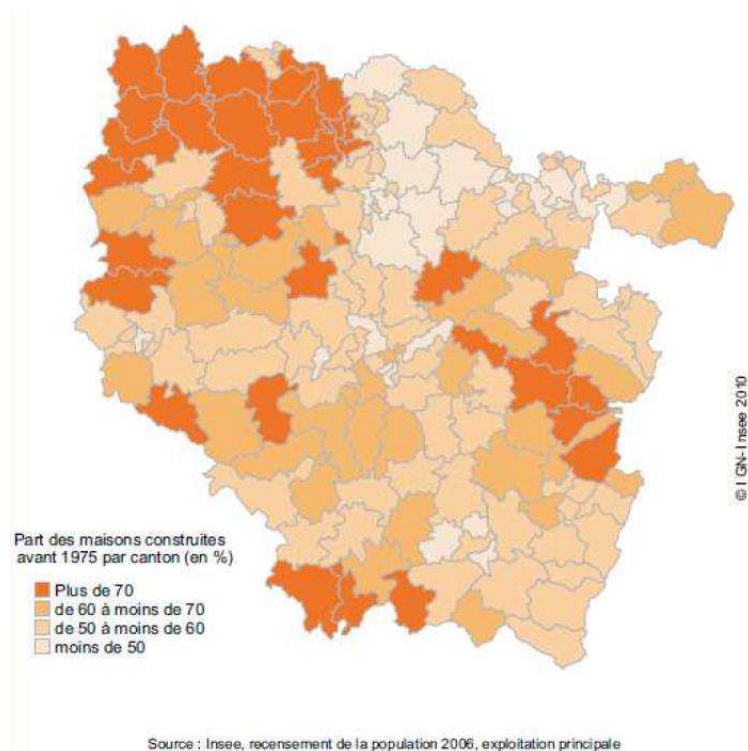 © IGN-Insee 2010
Part des maisons construites
avant 1975 par canton (en %)
Plus de 70
de 60 à moins de 70
de 50 à moins de 60
moins de 50
Source : Insee, recensement de la population 2006, exploitation principale